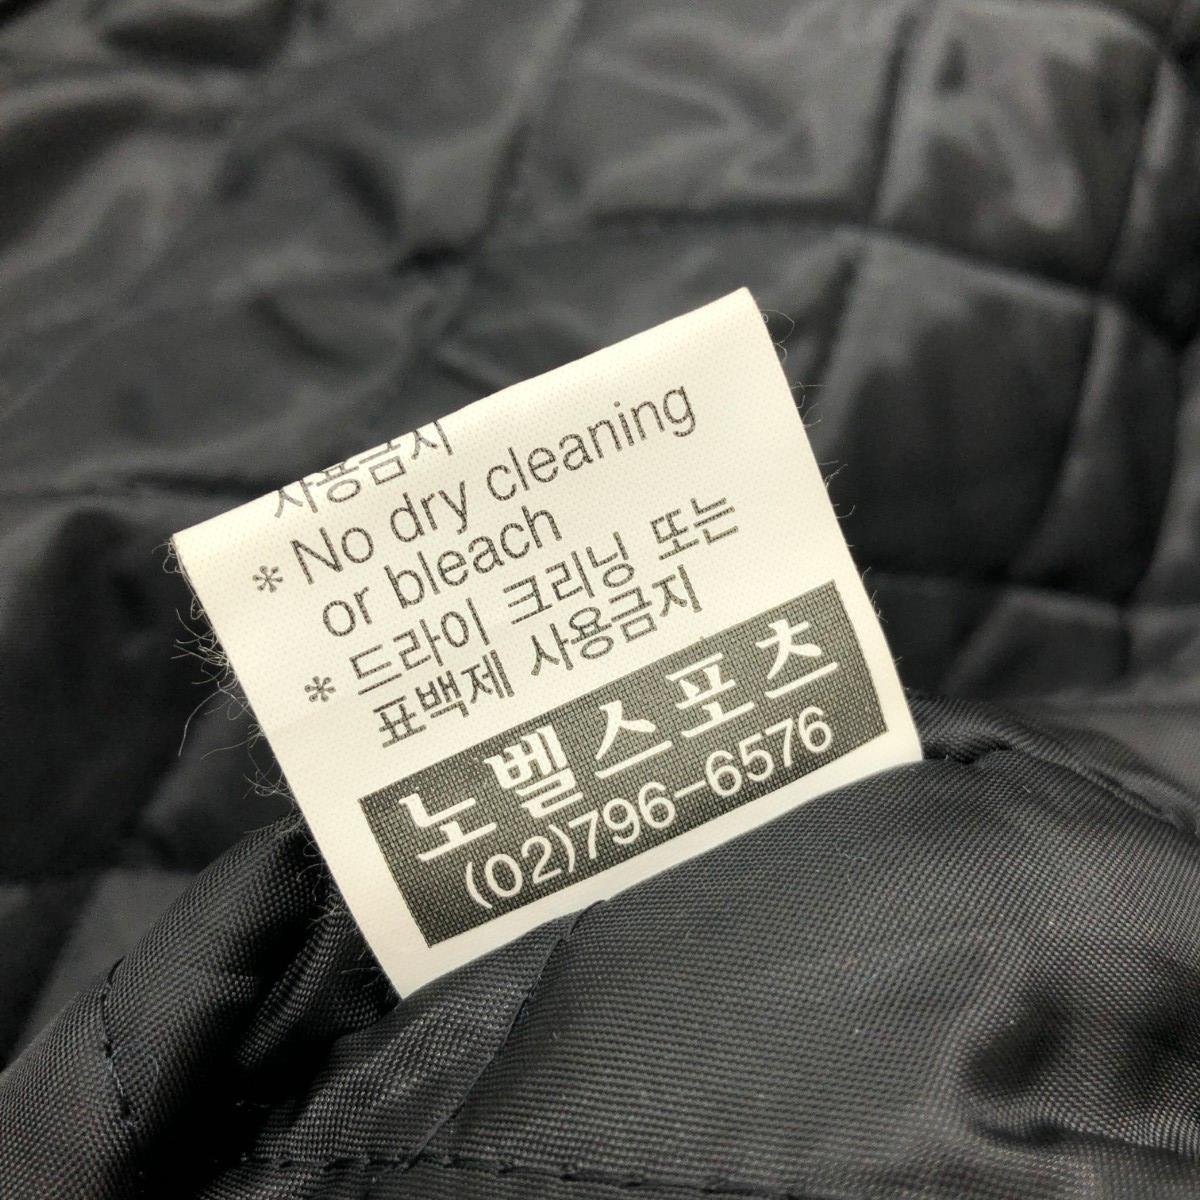 사용금지
* No dry cleaning
or bleach
* 드라이 크리닝 또는
표백제 사용금지
노벨스포츠
(02)796-6576